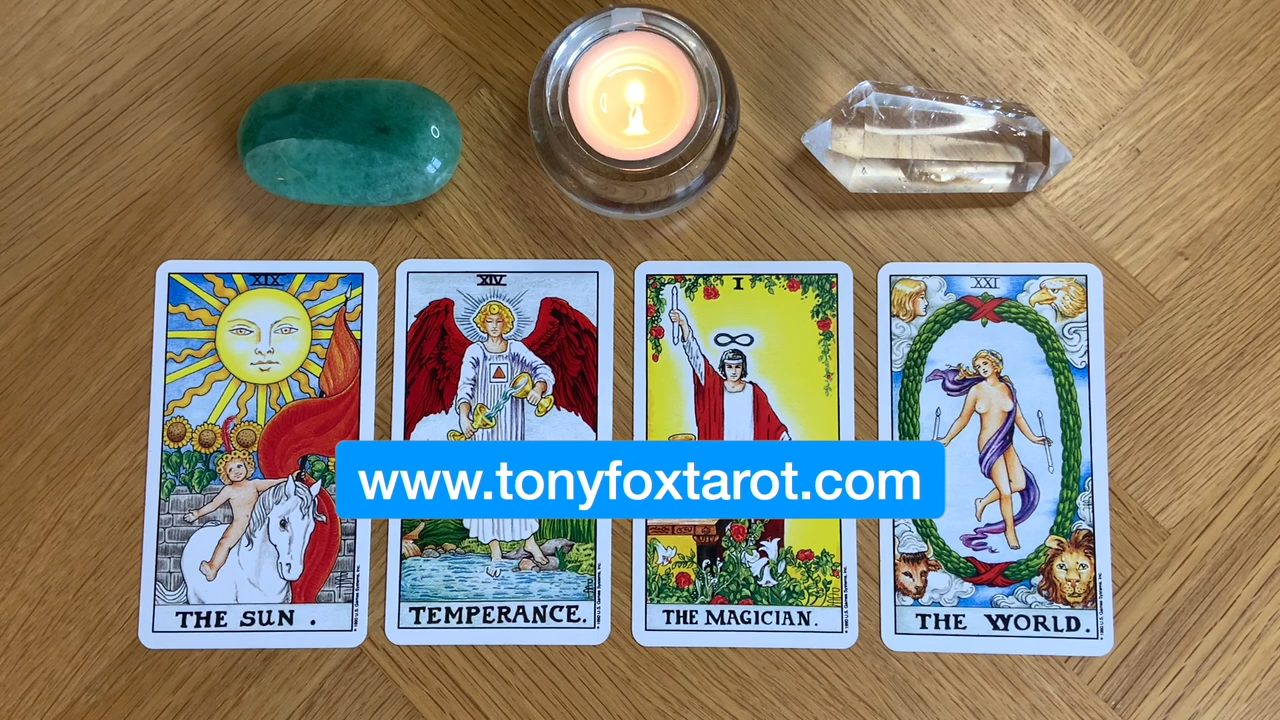 XIX
XIV
I
XXI
www.tonyfoxtarot.com
THE SUN .
TEMPERANCE.
THE MAGICIAN.
THE WORLD.